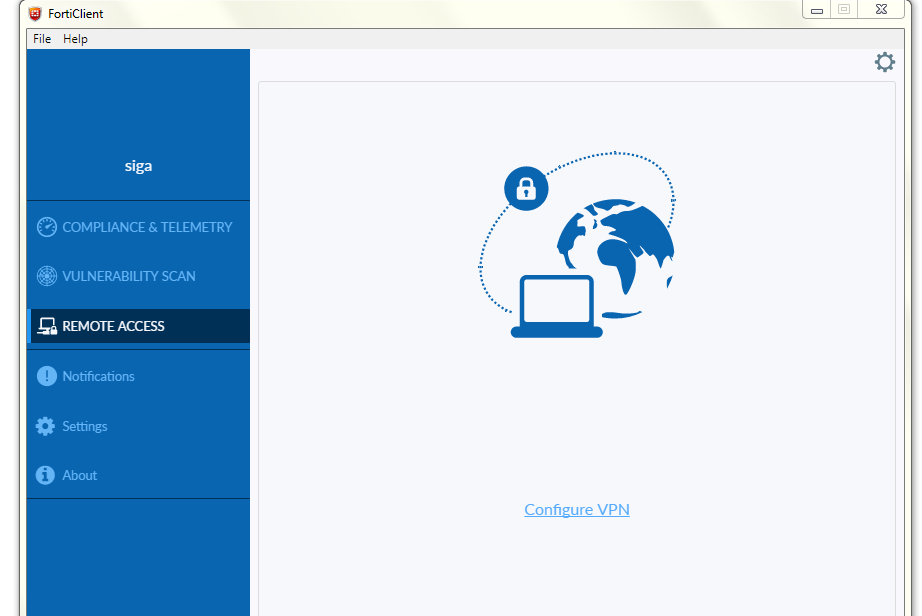 FortiClient
File Help
siga
COMPLIANCE & TELEMETRY
VULNERABILITY SCAN
REMOTE ACCESS
Notifications
Settings
About
Configure VPN